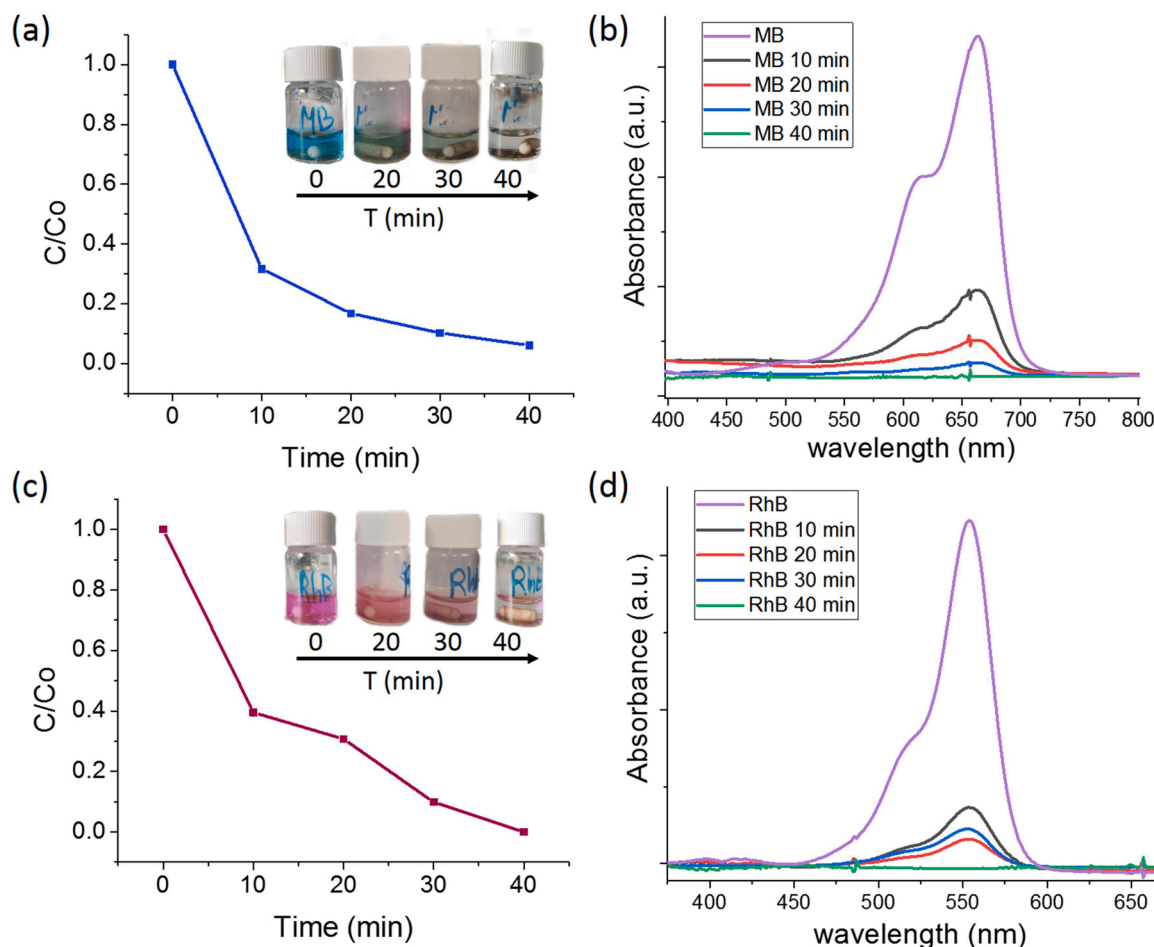 (a)
C/Co
1.0
0.8
0.6
0.4
0.2
0.0
0 10 20 30 40
Time (min)
MB
0 20 30 40
T (min)
(b)
Absorbance (a.u.)
MB
MB 10 min
MB 20 min
MB 30 min
MB 40 min
400 450 500 550 600 650 700 750 800
wavelength (nm)
(c)
C/Co
1.0
0.8
0.6
0.4
0.2
0.0
0 10 20 30 40
Time (min)
RhB Rh RhB
0 20 30 40
T (min)
(d)
Absorbance (a.u.)
RhB
RhB 10 min
RhB 20 min
RhB 30 min
RhB 40 min
400 450 500 550 600 650
wavelength (nm)